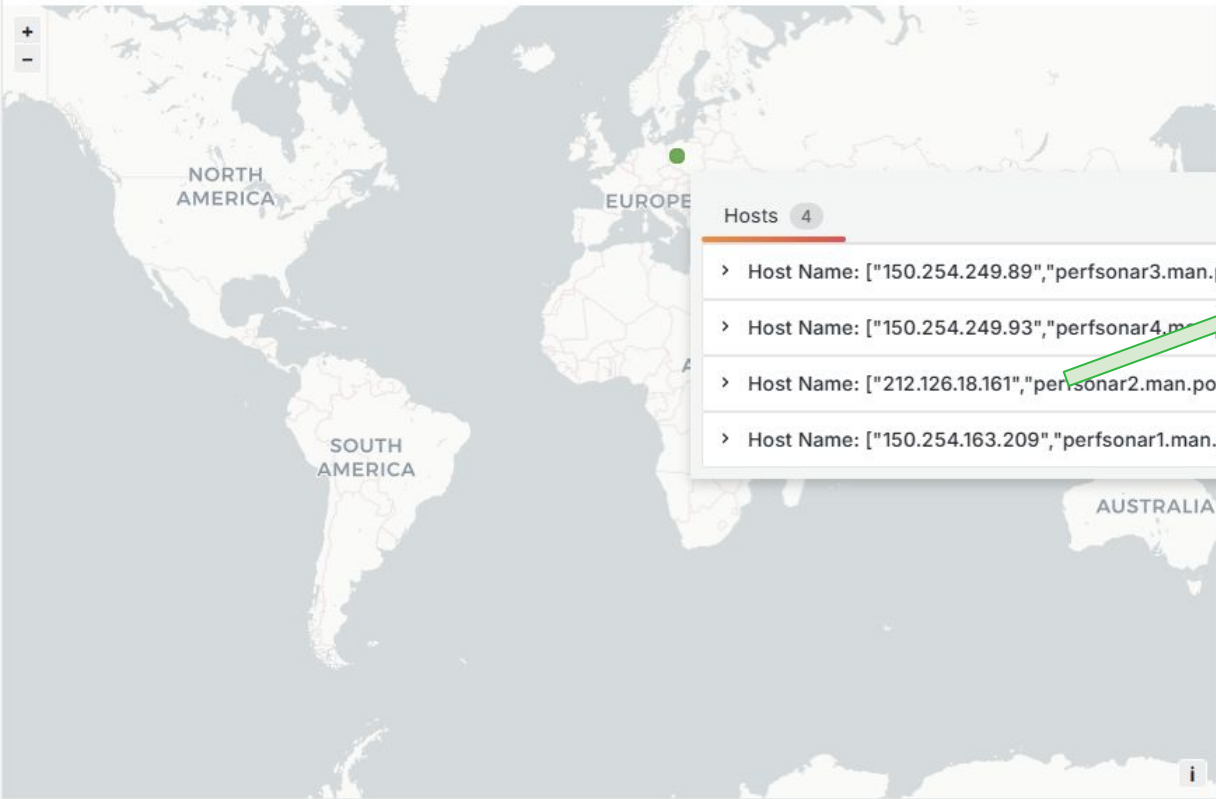 +
−
NORTH
AMERICA
EUROPE
Hosts 4
> Host Name: ["150.254.249.89","perfsonar3.man.
> Host Name: ["150.254.249.93","perfsonar4.
> Host Name: ["212.126.18.161","perfsonar2.man.po
> Host Name: ["150.254.163.209","perfsonar1.man.
SOUTH
AMERICA
AUSTRALIA
i